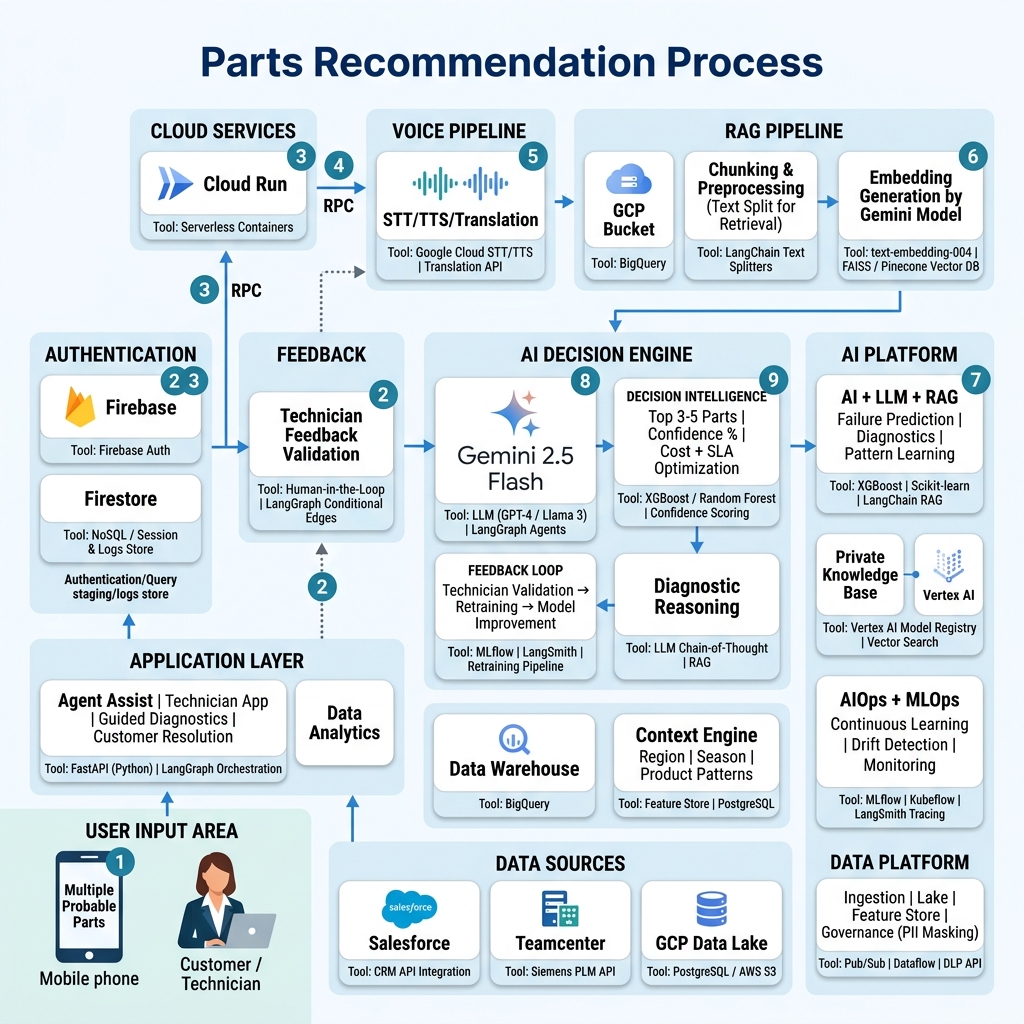 Parts Recommendation Process
CLOUD SERVICES
3
Cloud Run
Tool: Serverless Containers
4
RPC
VOICE PIPELINE
5
STT/TTS/Translation
Tool: Google Cloud STT/TTS
| Translation API
RAG PIPELINE
GCP
Bucket
Tool: BigQuery
Chunking &
Preprocessing
(Text Split for
Retrieval)
Tool: LangChain Text
Splitters
6
Embedding
Generation by
Gemini Model
Tool: text-embedding-004 |
FAISS / Pinecone Vector DB
3
RPC
AUTHENTICATION
2 3
Firebase
Tool: Firebase Auth
Firestore
Tool: NoSQL / Session
& Logs Store
Authentication/Query
staging/logs store
FEEDBACK
2
Technician
Feedback
Validation
Tool: Human-in-the-Loop
| LangGraph Conditional
Edges
2
AI DECISION ENGINE
8
Gemini 2.5
Flash
Tool: LLM (GPT-4 / Llama 3)
| LangGraph Agents
9
DECISION INTELLIGENCE
Top 3-5 Parts |
Confidence % |
Cost + SLA
Optimization
Tool: XGBoost / Random Forest
| Confidence Scoring
FEEDBACK LOOP
Technician Validation →
Retraining → Model
Improvement
Tool: MLflow | LangSmith |
Retraining Pipeline
Diagnostic
Reasoning
Tool: LLM Chain-of-Thought
| RAG
AI PLATFORM
7
AI + LLM + RAG
Failure Prediction |
Diagnostics |
Pattern Learning
Tool: XGBoost | Scikit-learn
| LangChain RAG
Private
Knowledge
Base
Vertex AI
Tool: Vertex AI Model Registry
| Vector Search
AIOps + MLOps
Continuous Learning
| Drift Detection |
Monitoring
Tool: MLflow | Kubeflow |
LangSmith Tracing
DATA PLATFORM
Ingestion | Lake |
Feature Store |
Governance (PII Masking)
Tool: Pub/Sub | Dataflow | DLP API
APPLICATION LAYER
Agent Assist | Technician App
| Guided Diagnostics |
Customer Resolution
Tool: FastAPI (Python) | LangGraph Orchestration
Data
Analytics
Data Warehouse
Tool: BigQuery
Context Engine
Region | Season |
Product Patterns
Tool: Feature Store | PostgreSQL
USER INPUT AREA
1
Multiple
Probable
Parts
Mobile phone
Customer /
Technician
DATA SOURCES
salesforce
Salesforce
Tool: CRM API Integration
Teamcenter
Tool: Siemens PLM API
GCP Data Lake
Tool: PostgreSQL / AWS S3